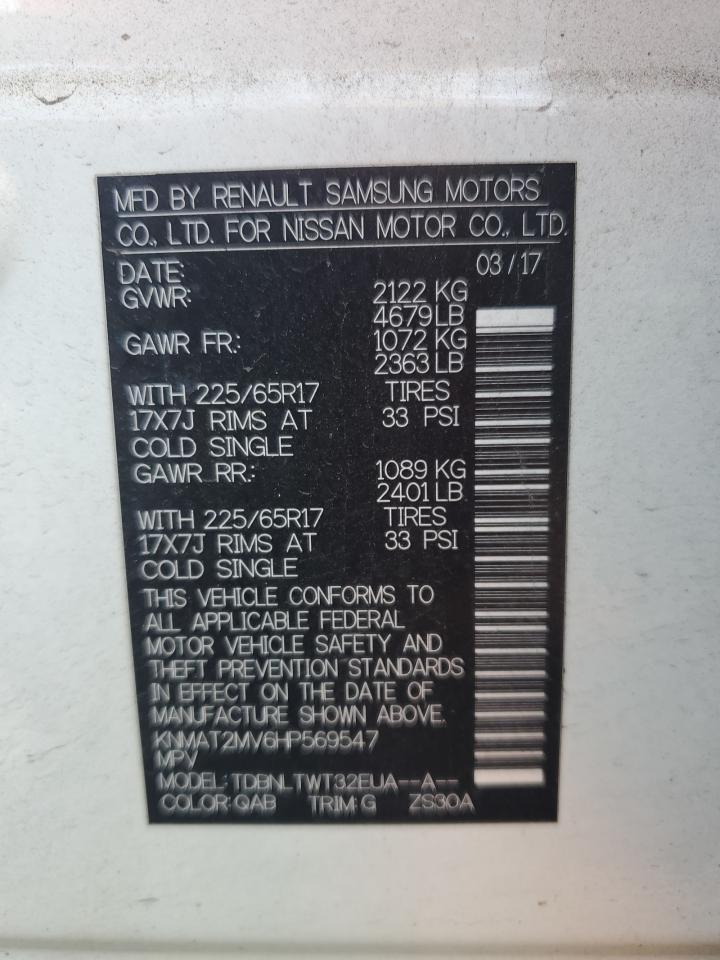 MFD BY RENAULT SAMSUNG MOTORS
CO., LTD. FOR NISSAN MOTOR CO., LTD.
DATE: 03/17
GVWR: 2122 KG
4679 LB
GAWR FR.: 1072 KG
2363 LB
WITH 225/65R17 TIRES
17X7J RIMS AT 33 PSI
COLD SINGLE
GAWR RR.: 1089 KG
2401 LB
WITH 225/65R17 TIRES
17X7J RIMS AT 33 PSI
COLD SINGLE
THIS VEHICLE CONFORMS TO
ALL APPLICABLE FEDERAL
MOTOR VEHICLE SAFETY AND
THEFT PREVENTION STANDARDS
IN EFFECT ON THE DATE OF
MANUFACTURE SHOWN ABOVE.
KNMAT2MV6HP569547
MPV
MODEL: TDBNLTWT32EUA--A--
COLOR: QAB TRIM: G ZS30A